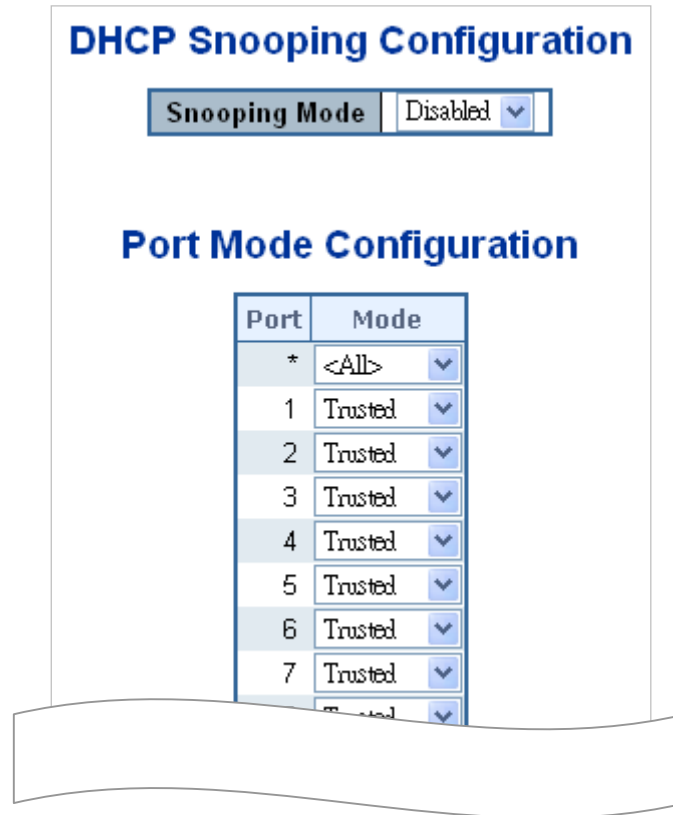 DHCP Snooping Configuration
Snooping Mode Disabled
Port Mode Configuration
Port Mode
* <All>
1 Trusted
2 Trusted
3 Trusted
4 Trusted
5 Trusted
6 Trusted
7 Trusted